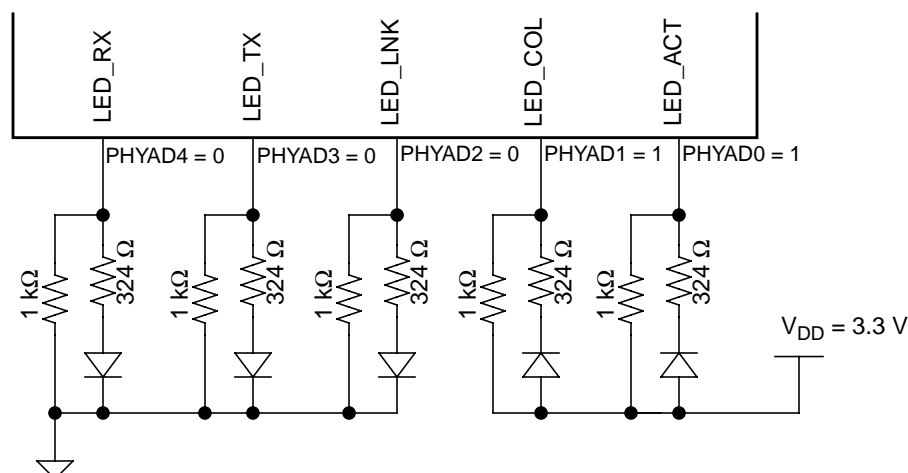 LED_RX
LED_TX
LED_LNK
LED_COL
LED_ACT
PHYAD4 = 0
PHYAD3 = 0
PHYAD2 = 0
PHYAD1 = 1
PHYAD0 = 1
1 kΩ
324 Ω
1 kΩ
324 Ω
1 kΩ
324 Ω
1 kΩ
324 Ω
1 kΩ
324 Ω
VDD = 3.3 V